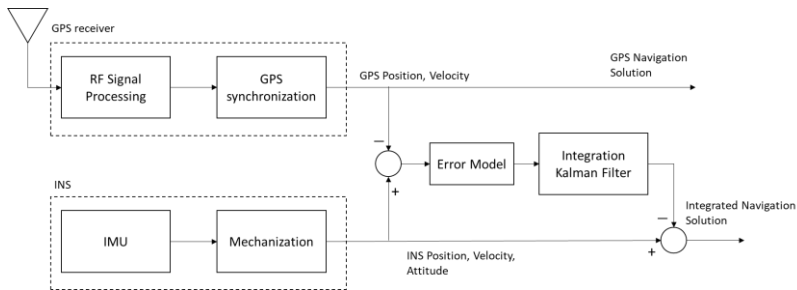 GPS receiver
RF Signal
Processing
GPS
synchronization
GPS Position, Velocity
GPS Navigation
Solution
−
+
Error Model
Integration
Kalman Filter
INS
IMU
Mechanization
INS Position, Velocity,
Attitude
−
+
Integrated Navigation
Solution